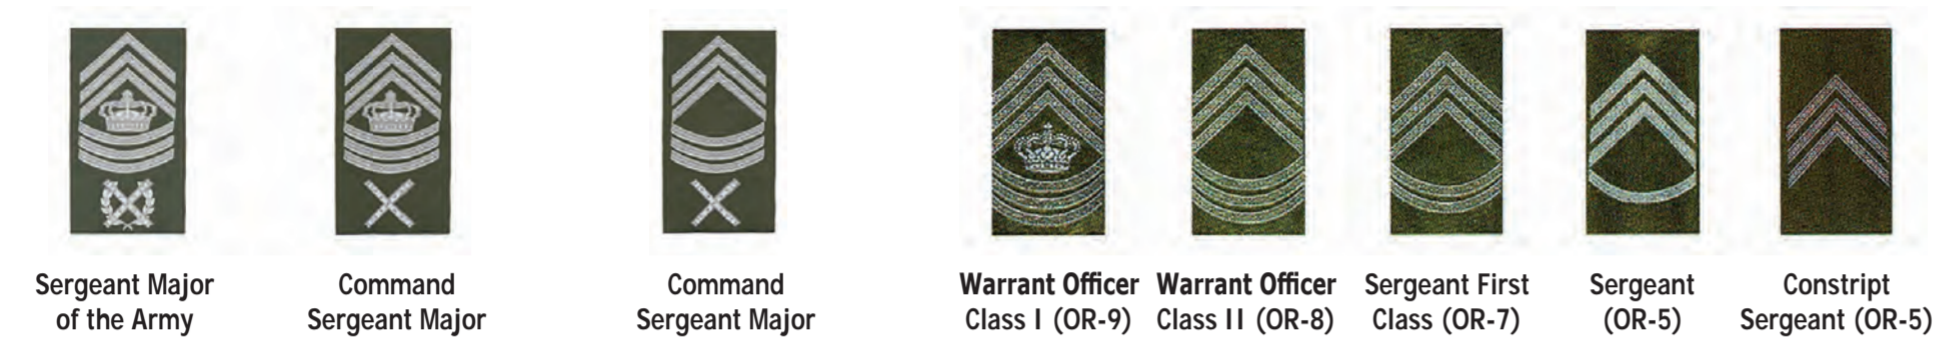 Sergeant Major
of the Army
Command
Sergeant Major
Command
Sergeant Major
Warrant Officer
Class I (OR-9)
Warrant Officer
Class II (OR-8)
Sergeant First
Class (OR-7)
Sergeant
(OR-5)
Constript
Sergeant (OR-5)